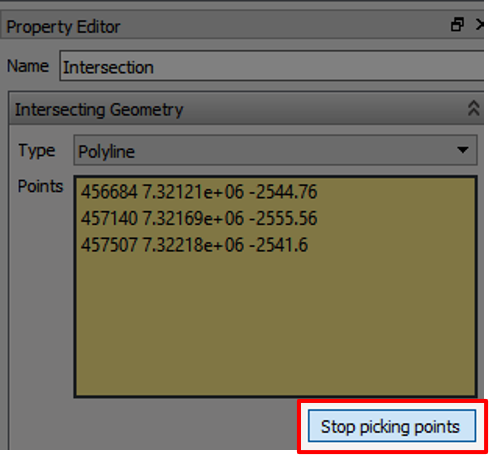 Property Editor
Name Intersection
Intersecting Geometry
Type Polyline
Points 456684 7.32121e+06 -2544.76
457140 7.32169e+06 -2555.56
457507 7.32218e+06 -2541.6
Stop picking points